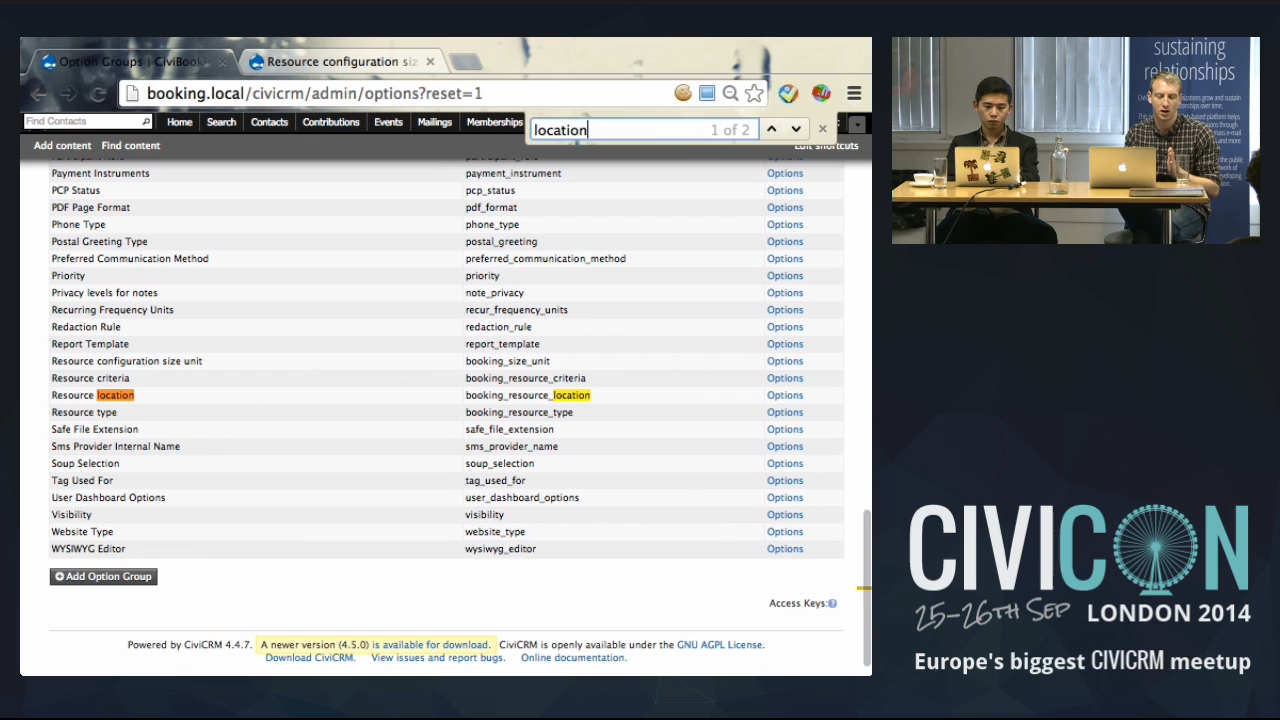 Option Groups | CiviBook
Resource configuration siz
booking.local/civicrm/admin/options?reset=1
location
1 of 2
Find Contacts
Home Search Contacts Contributions Events Mailings Memberships
Add content Find content
Edit shortcuts
Payment Instruments payment_instrument Options
PCP Status pcp_status Options
PDF Page Format pdf_format Options
Phone Type phone_type Options
Postal Greeting Type postal_greeting Options
Preferred Communication Method preferred_communication_method Options
Priority priority Options
Privacy levels for notes note_privacy Options
Recurring Frequency Units recur_frequency_units Options
Redaction Rule redaction_rule Options
Report Template report_template Options
Resource configuration size unit booking_size_unit Options
Resource criteria booking_resource_criteria Options
Resource location booking_resource_location Options
Resource type booking_resource_type Options
Safe File Extension safe_file_extension Options
Sms Provider Internal Name sms_provider_name Options
Soup Selection soup_selection Options
Tag Used For tag_used_for Options
User Dashboard Options user_dashboard_options Options
Visibility visibility Options
Website Type website_type Options
WYSIWYG Editor wysiwyg_editor Options
Add Option Group
Access Keys:
Powered by CiviCRM 4.4.7. A newer version (4.5.0) is available for download. CiviCRM is openly available under the GNU AGPL License.
Download CiviCRM. View issues and report bugs. Online documentation.
sustaining
relationships
CIVICON
25-26TH SEP LONDON 2014
Europe's biggest CIVICRM meetup